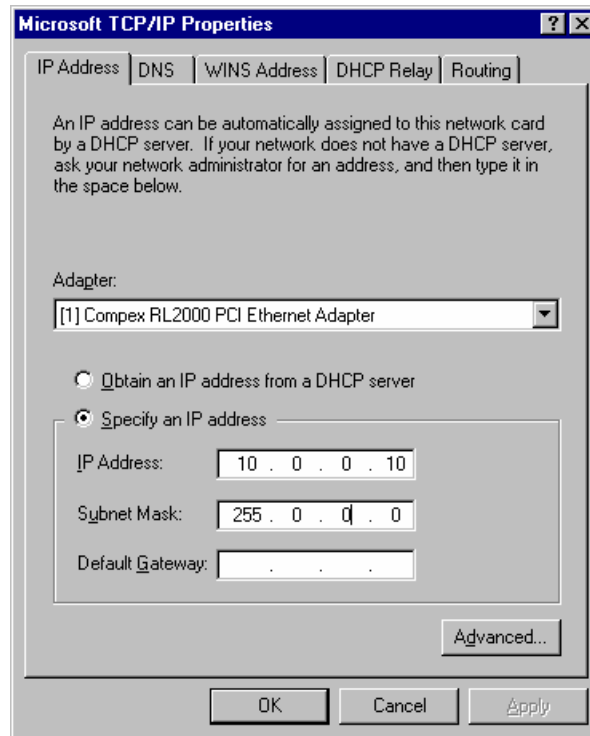 Microsoft TCP/IP Properties
IP Address DNS WINS Address DHCP Relay Routing
An IP address can be automatically assigned to this network card
by a DHCP server. If your network does not have a DHCP server,
ask your network administrator for an address, and then type it in
the space below.
Adapter:
[1] Compex RL2000 PCI Ethernet Adapter
Obtain an IP address from a DHCP server
Specify an IP address
IP Address: 10 . 0 . 0 . 10
Subnet Mask: 255 . 0 . 0 . 0
Default Gateway: . . .
Advanced...
OK Cancel Apply